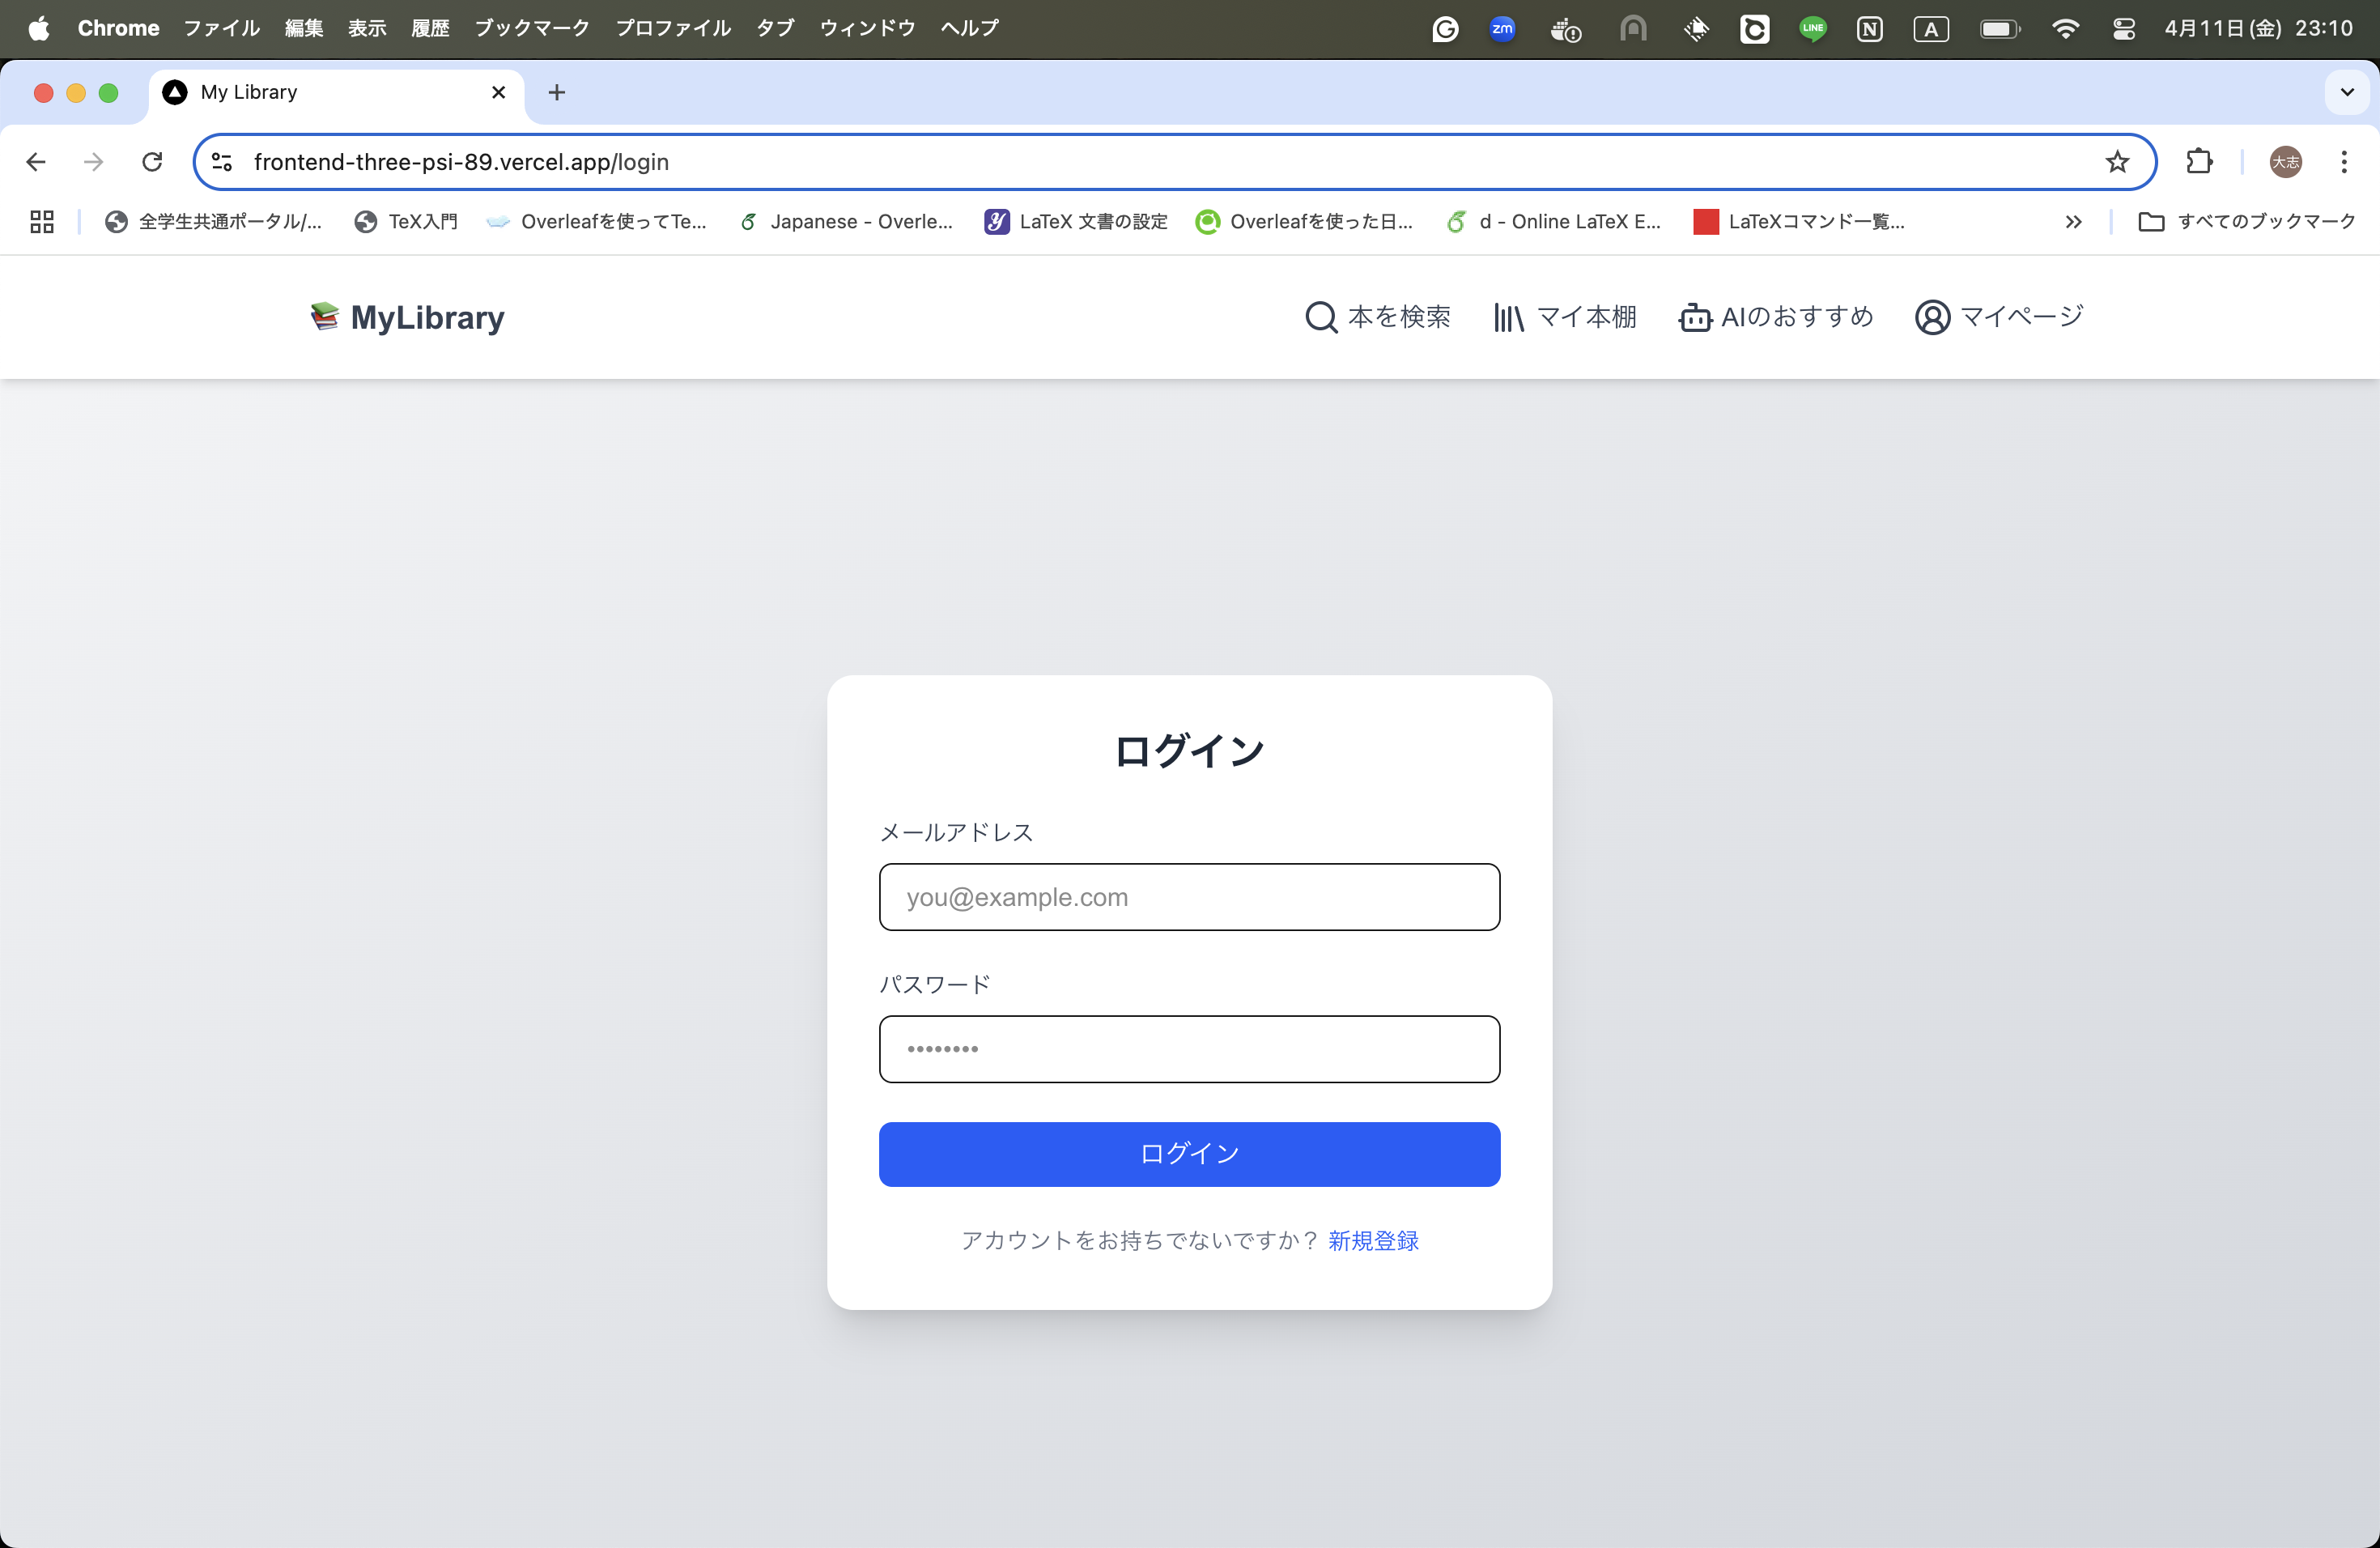 Chrome ファイル 編集 表示 履歴 ブックマーク プロファイル タブ ウィンドウ ヘルプ zm LINE N A 4月11日(金) 23:10
My Library
frontend-three-psi-89.vercel.app/login 大志
全学生共通ポータル/... TeX入門 Overleafを使ってTe... Japanese - Overle... LaTeX 文書の設定 Overleafを使った日... d - Online LaTeX E... LaTeXコマンド一覧... すべてのブックマーク
MyLibrary 本を検索 マイ本棚 AIのおすすめ マイページ
ログイン
メールアドレス
you@example.com
パスワード
••••••••
ログイン
アカウントをお持ちでないですか？ 新規登録